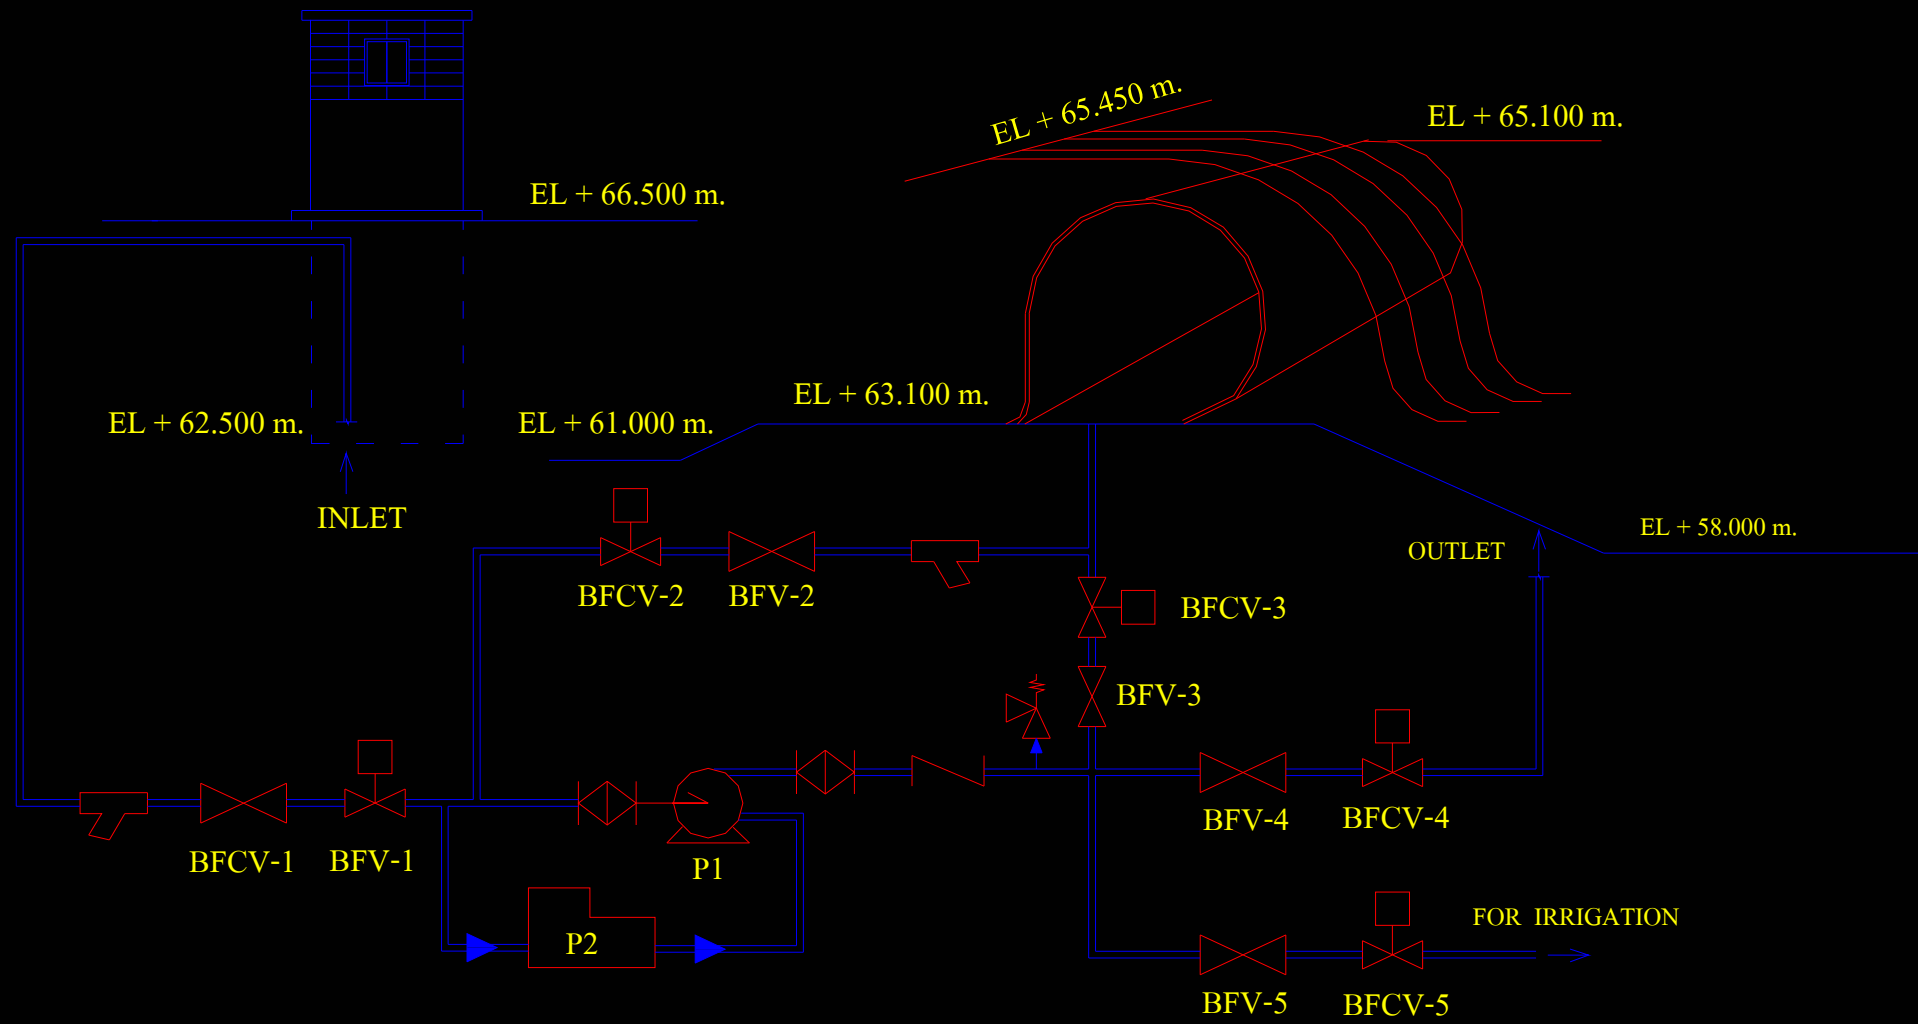 EL + 65.450 m.
EL + 65.100 m.
EL + 66.500 m.
EL + 63.100 m.
EL + 62.500 m.
EL + 61.000 m.
INLET
EL + 58.000 m.
OUTLET
BFCV-2
BFV-2
BFCV-3
BFV-3
BFV-4
BFCV-4
BFCV-1
BFV-1
P1
FOR IRRIGATION
P2
BFV-5
BFCV-5